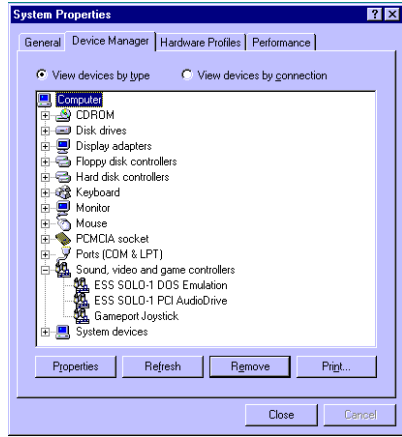 System Properties
General Device Manager Hardware Profiles Performance
View devices by type View devices by connection
Computer
CDROM
Disk drives
Display adapters
Floppy disk controllers
Hard disk controllers
Keyboard
Monitor
Mouse
PCMCIA socket
Ports (COM & LPT)
Sound, video and game controllers
ESS SOLO-1 DOS Emulation
ESS SOLO-1 PCI AudioDrive
Gameport Joystick
System devices
Properties Refresh Remove Print...
Close Cancel